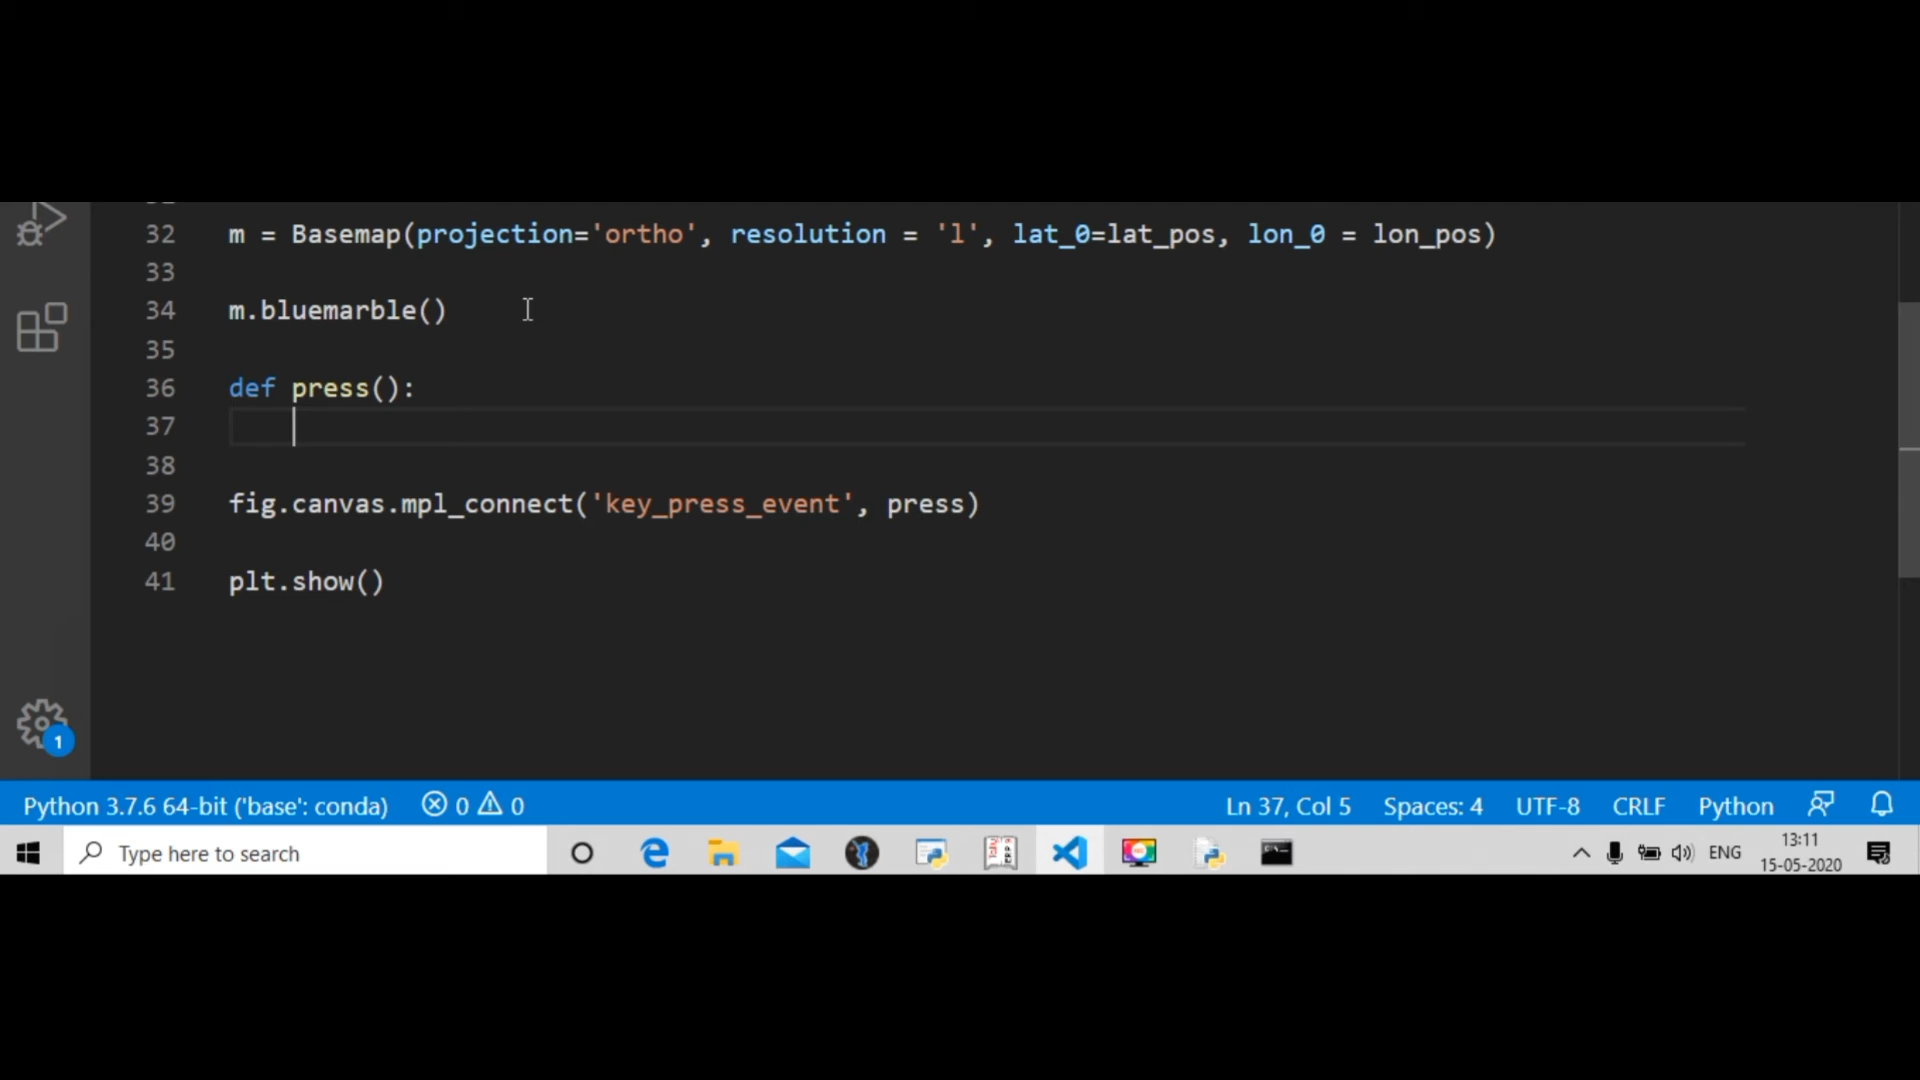 32 m = Basemap(projection='ortho', resolution = 'l', lat_0=lat_pos, lon_0 = lon_pos)
33
34 m.bluemarble()
35
36 def press():
37
38
39 fig.canvas.mpl_connect('key_press_event', press)
40
41 plt.show()
1
Python 3.7.6 64-bit ('base': conda) 0 0 Ln 37, Col 5 Spaces: 4 UTF-8 CRLF Python
Type here to search ENG 13:11
15-05-2020